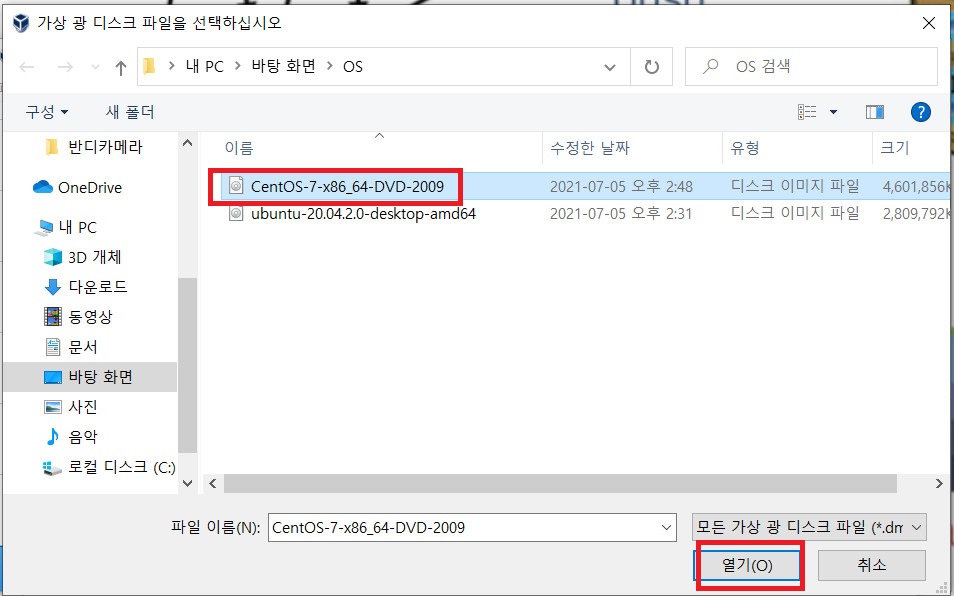 가상 광 디스크 파일을 선택하십시오
내 PC > 바탕 화면 > OS
OS 검색
구성
새 폴더
이름 수정한 날짜 유형 크기
CentOS-7-x86_64-DVD-2009 2021-07-05 오후 2:48 디스크 이미지 파일 4,601,856K
ubuntu-20.04.2.0-desktop-amd64 2021-07-05 오후 2:31 디스크 이미지 파일 2,809,792K
반디카메라
OneDrive
내 PC
3D 개체
다운로드
동영상
문서
바탕 화면
사진
음악
로컬 디스크 (C:)
파일 이름(N): CentOS-7-x86_64-DVD-2009
모든 가상 광 디스크 파일 (*.dm
열기(O)
취소